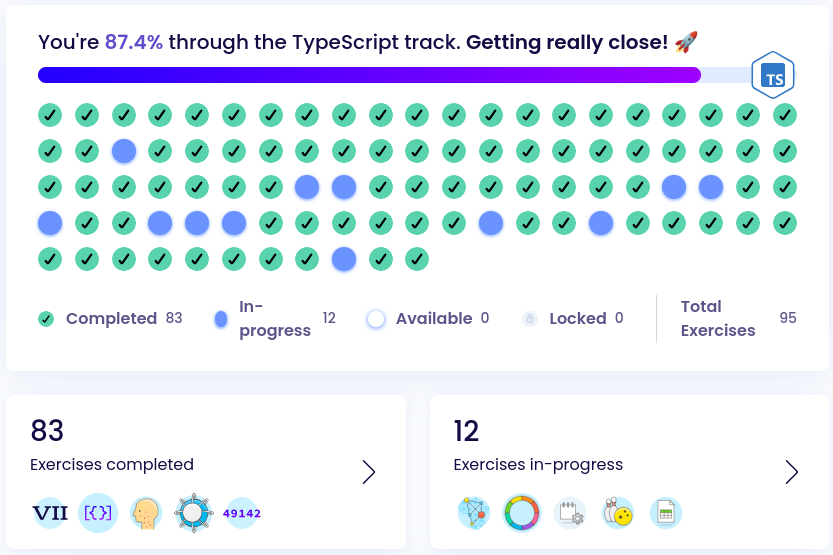 You're 87.4% through the TypeScript track. Getting really close! 🚀
TS
Completed 83
In-progress 12
Available 0
Locked 0
Total Exercises 95
83
Exercises completed
VII [{}] 49142
12
Exercises in-progress